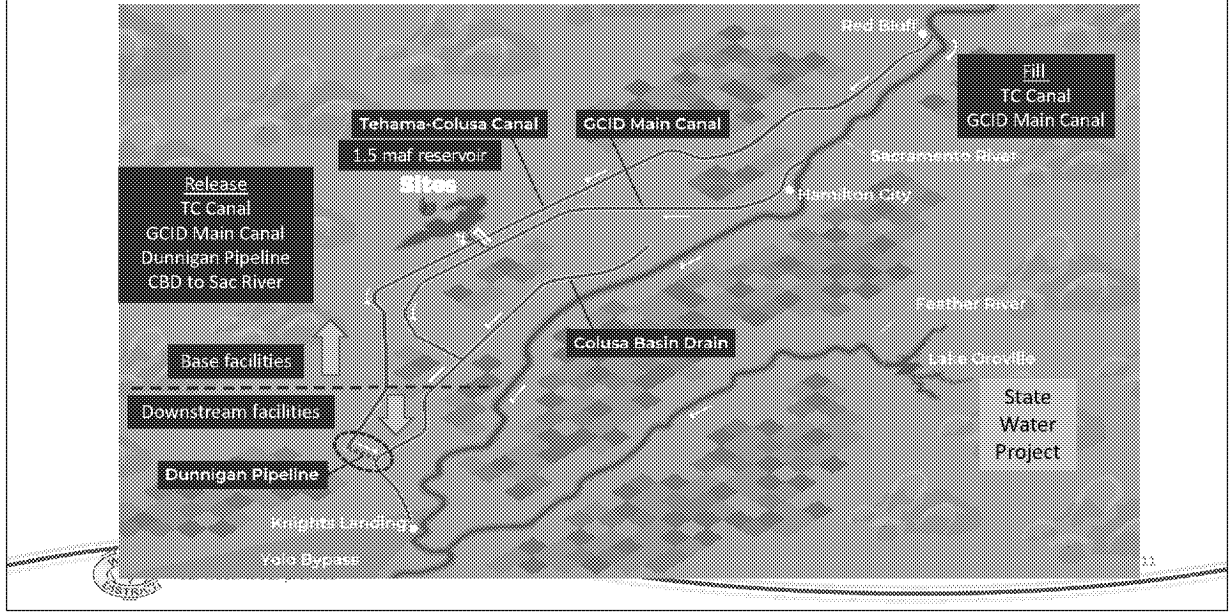 Red Bluff
Fill
TC Canal
GCID Main Canal
Tehama-Colusa Canal
GCID Main Canal
1.5 maf reservoir
Sites
Sacramento River
Hamilton City
Release
TC Canal
GCID Main Canal
Dunnigan Pipeline
CBD to Sac River
Feather River
Colusa Basin Drain
Lake Oroville
Base facilities
Downstream facilities
State
Water
Project
Dunnigan Pipeline
Knights Landing
Yolo Bypass
11
DISTRICT